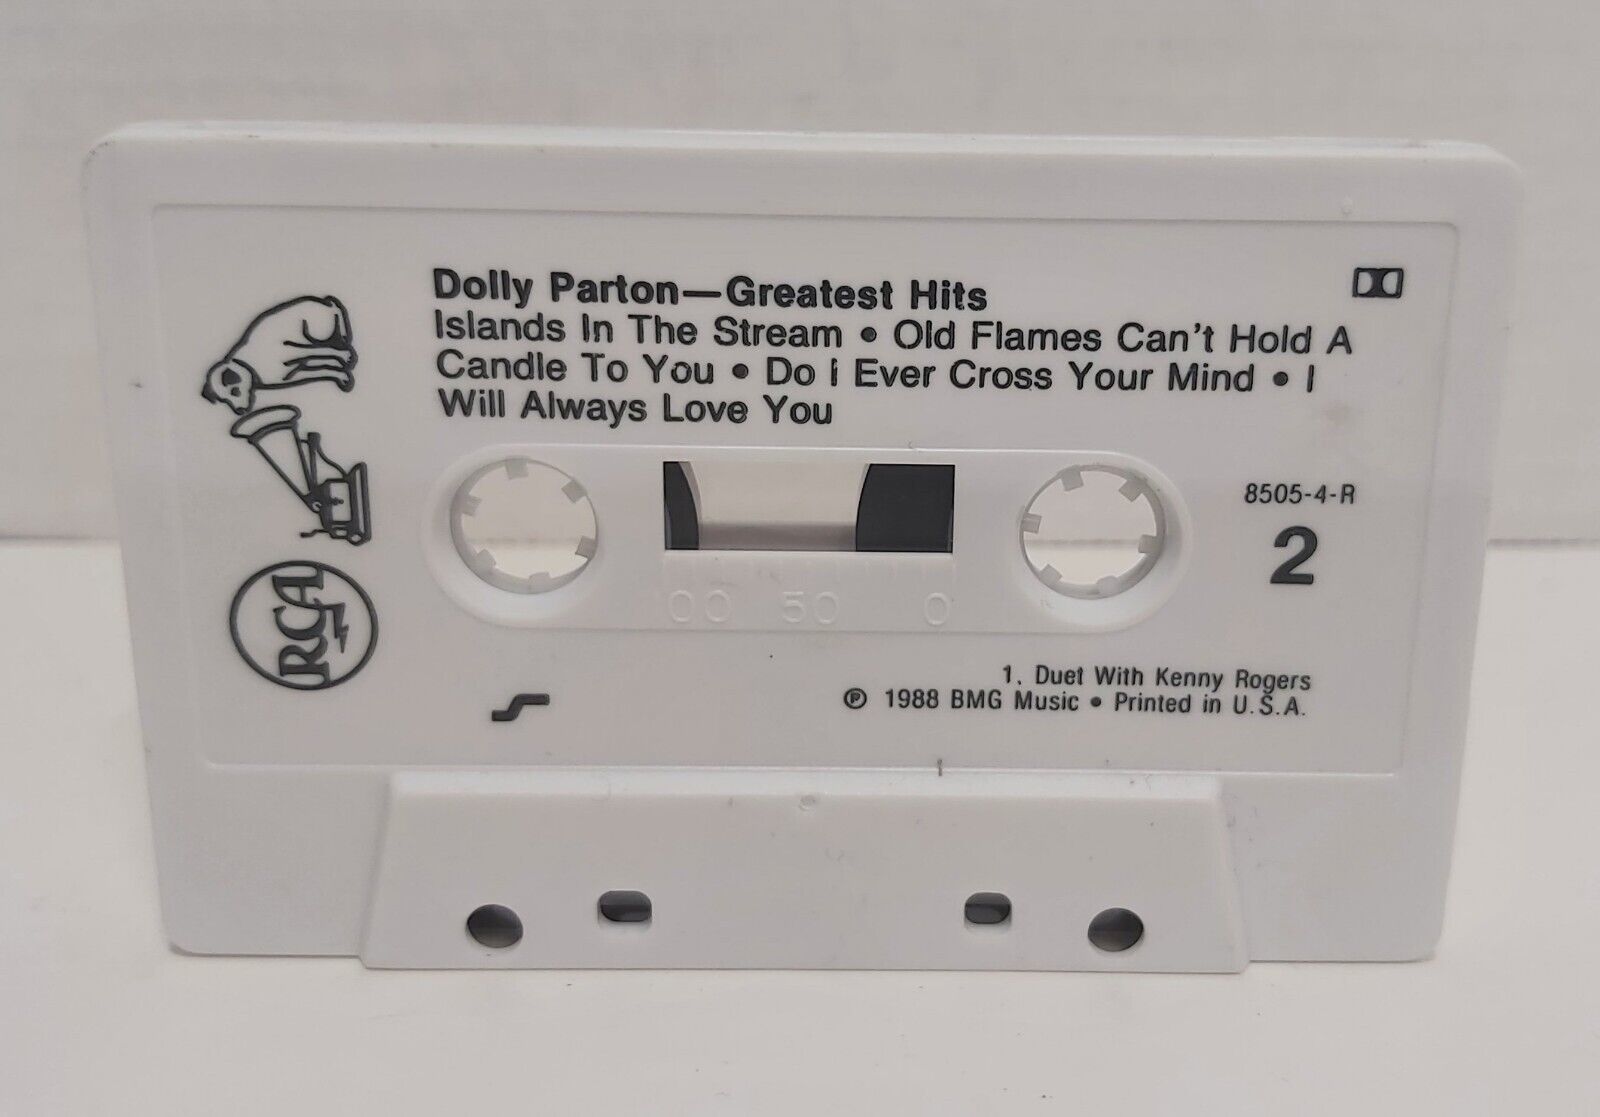 Dolly Parton—Greatest Hits
Islands In The Stream • Old Flames Can't Hold A
Candle To You • Do I Ever Cross Your Mind • I
Will Always Love You
8505-4-R
2
00 50 0
RCA
1. Duet With Kenny Rogers
℗ 1988 BMG Music • Printed in U.S.A.